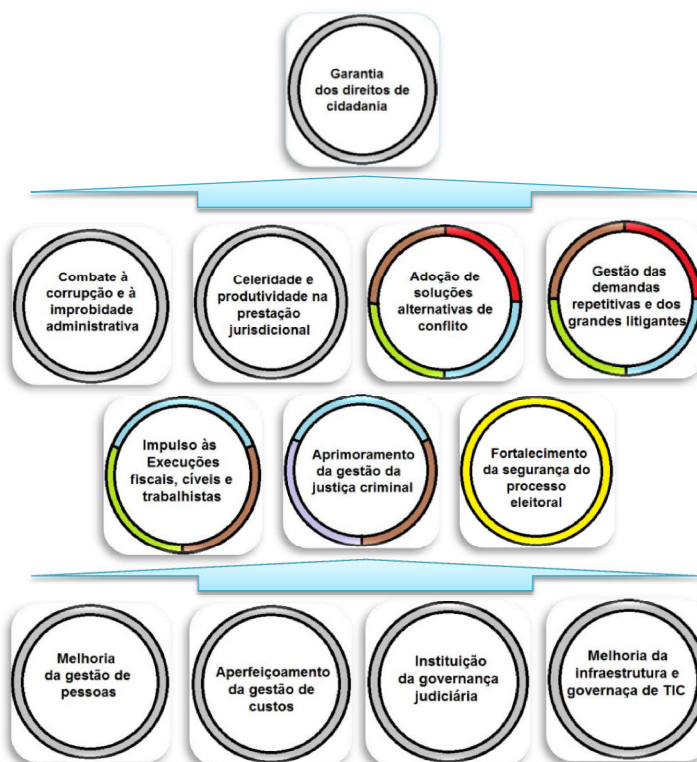 Garantia
dos direitos de
cidadania
Combate à
corrupção e à
improbidade
administrativa
Celeridade e
produtividade na
prestação
jurisdicional
Adoção de
soluções
alternativas de
conflito
Gestão das
demandas
repetitivas e dos
grandes litigantes
Impulso às
Execuções
fiscais, cíveis e
trabalhistas
Aprimoramento
da gestão da
justiça criminal
Fortalecimento
da segurança do
processo
eleitoral
Melhoria
da gestão de
pessoas
Aperfeiçoamento
da gestão de
custos
Instituição
da governança
judiciária
Melhoria da
infraestrutura e
governaça de TIC